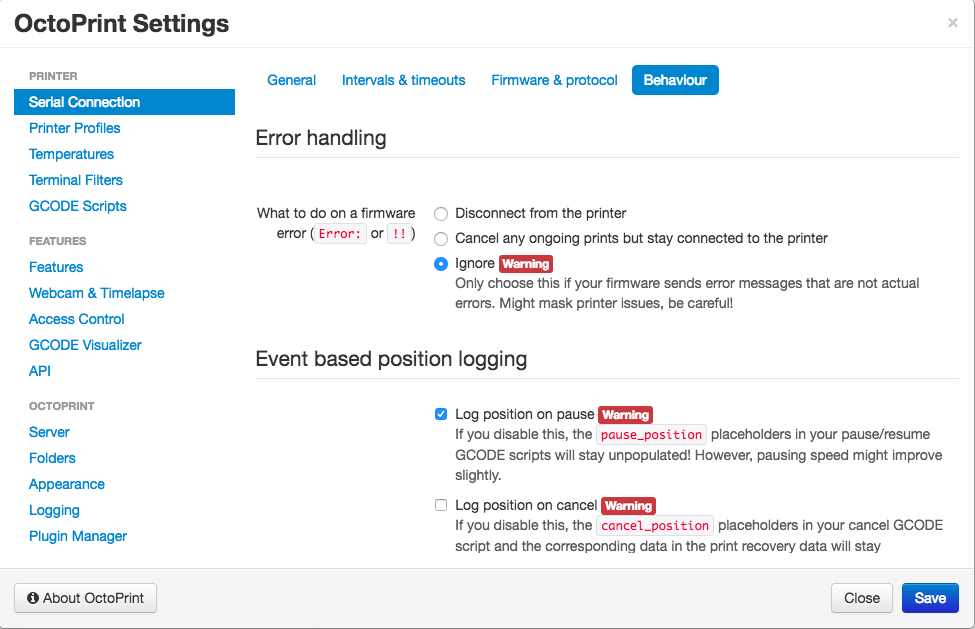 OctoPrint Settings
×
PRINTER
Serial Connection
Printer Profiles
Temperatures
Terminal Filters
GCODE Scripts
FEATURES
Features
Webcam & Timelapse
Access Control
GCODE Visualizer
API
OCTOPRINT
Server
Folders
Appearance
Logging
Plugin Manager
General Intervals & timeouts Firmware & protocol Behaviour
Error handling
What to do on a firmware
error ( Error: or !! )
Disconnect from the printer
Cancel any ongoing prints but stay connected to the printer
Ignore Warning
Only choose this if your firmware sends error messages that are not actual
errors. Might mask printer issues, be careful!
Event based position logging
Log position on pause Warning
If you disable this, the pause_position placeholders in your pause/resume
GCODE scripts will stay unpopulated! However, pausing speed might improve
slightly.
Log position on cancel Warning
If you disable this, the cancel_position placeholders in your cancel GCODE
script and the corresponding data in the print recovery data will stay
About OctoPrint
Close
Save